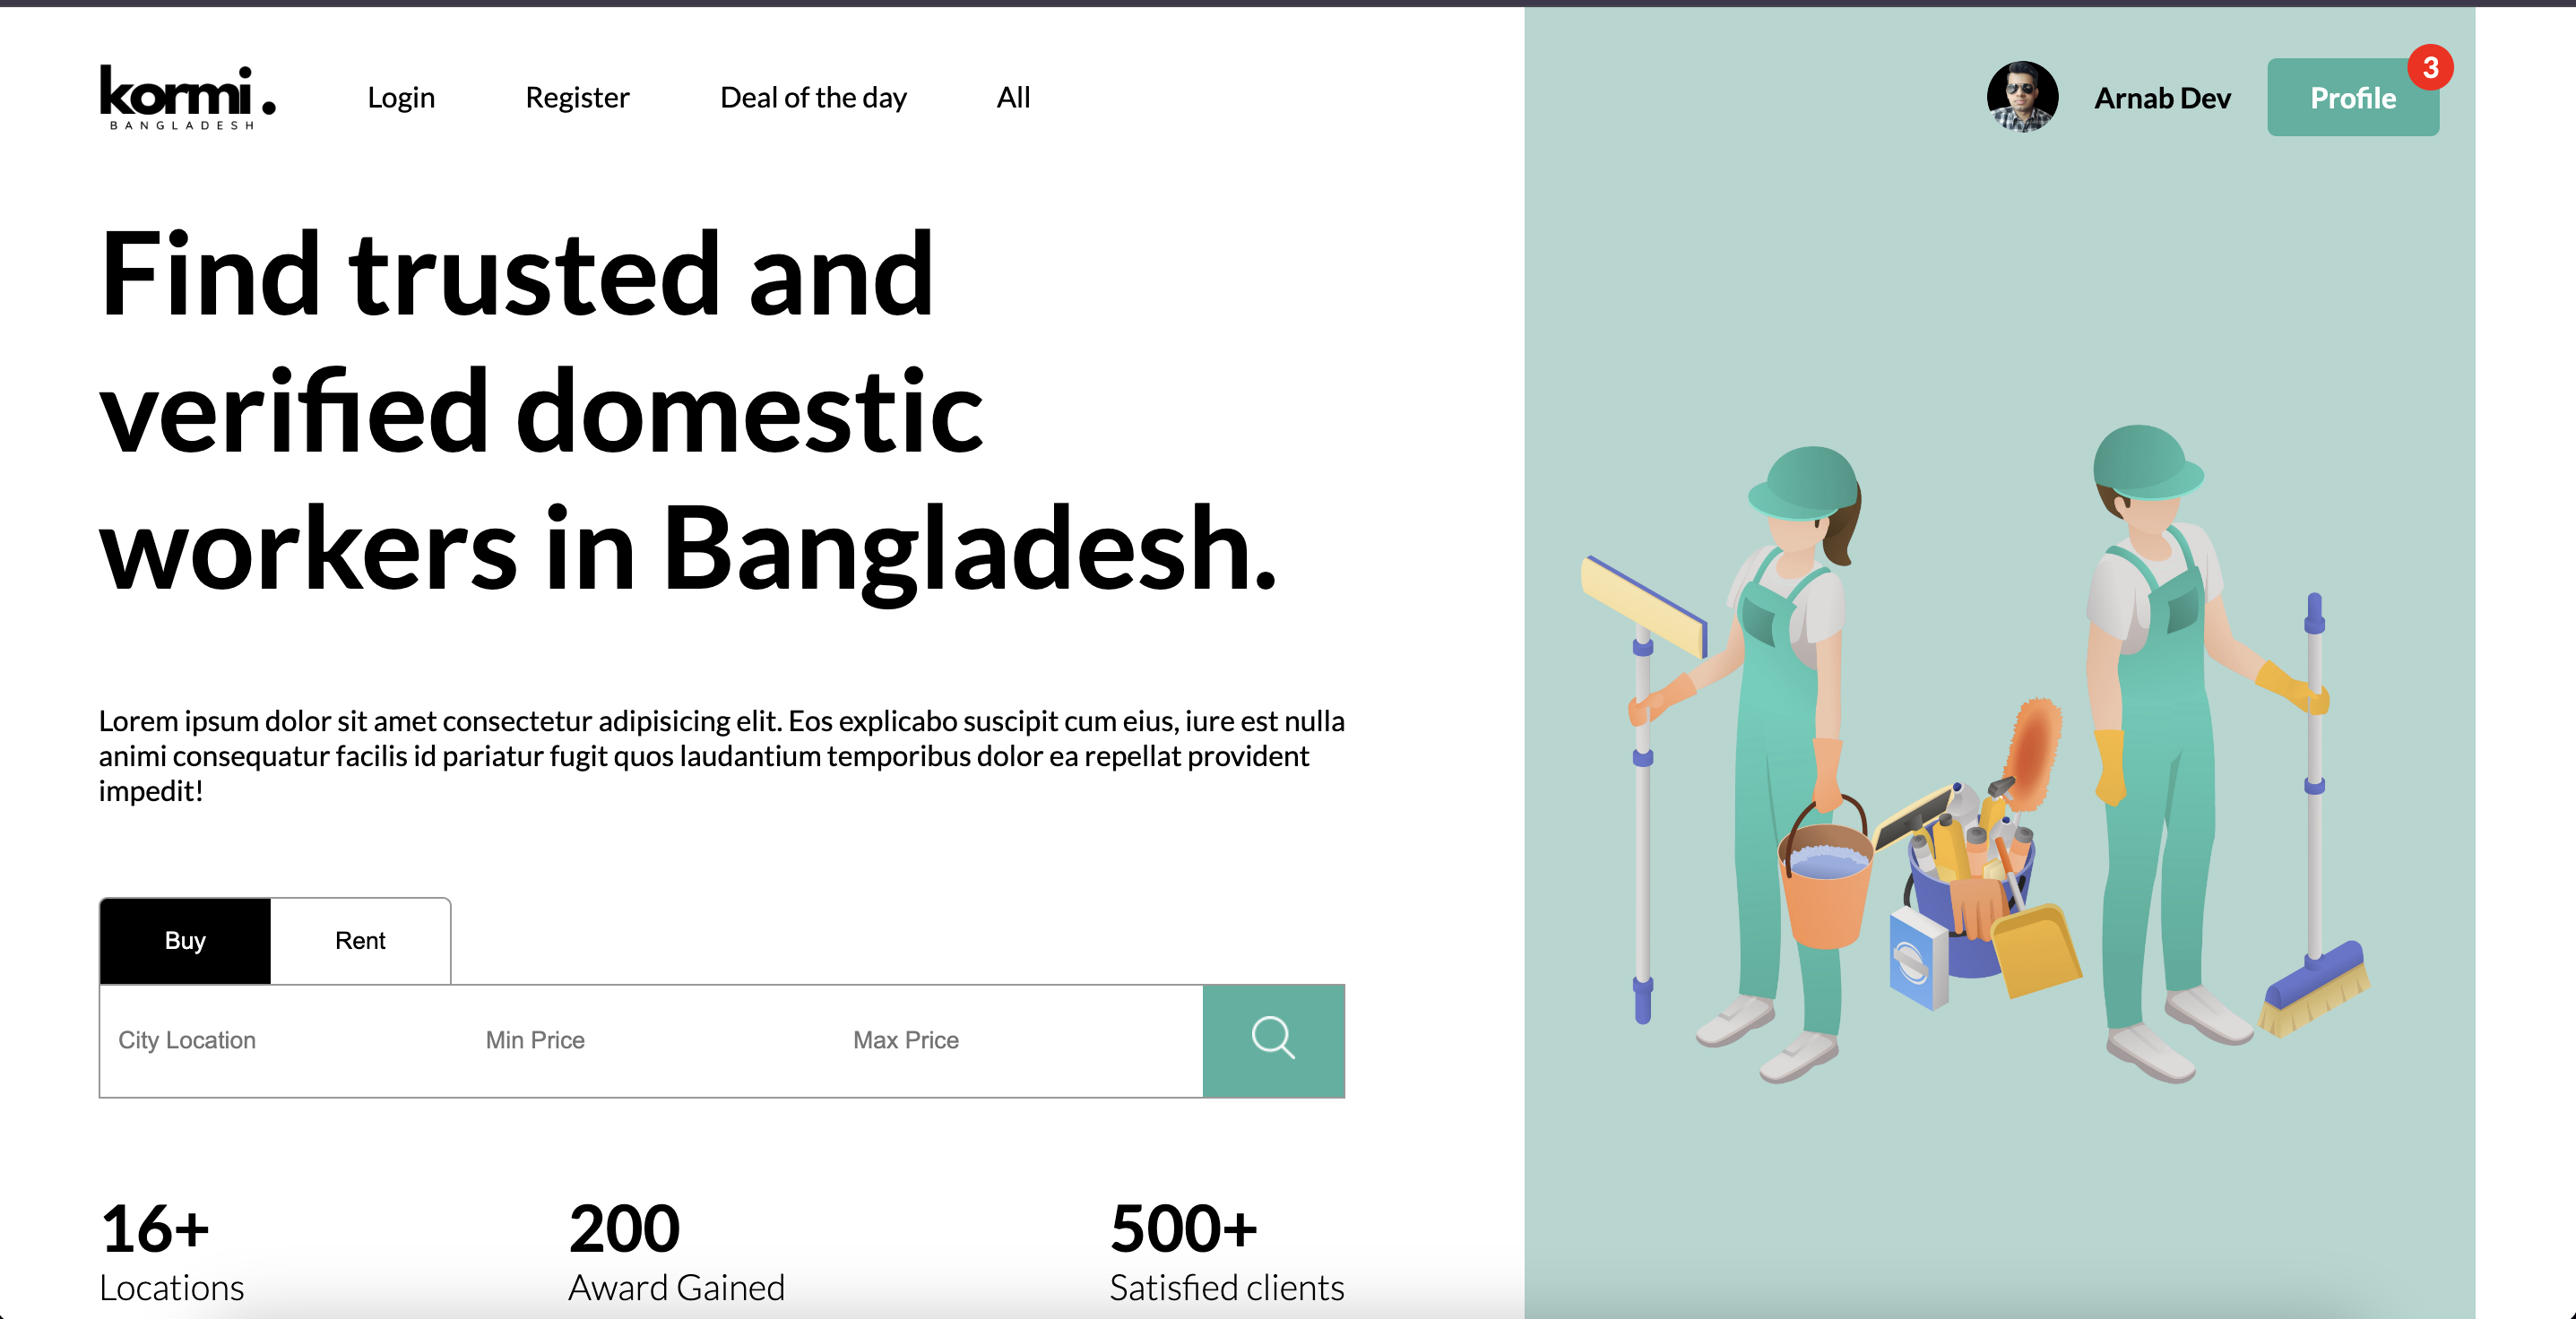 kormi.
BANGLADESH
Login
Register
Deal of the day
All
Arnab Dev
Profile
3
Find trusted and
verified domestic
workers in Bangladesh.
Lorem ipsum dolor sit amet consectetur adipisicing elit. Eos explicabo suscipit cum eius, iure est nulla
animi consequatur facilis id pariatur fugit quos laudantium temporibus dolor ea repellat provident
impedit!
Buy
Rent
City Location
Min Price
Max Price
16+
Locations
200
Award Gained
500+
Satisfied clients